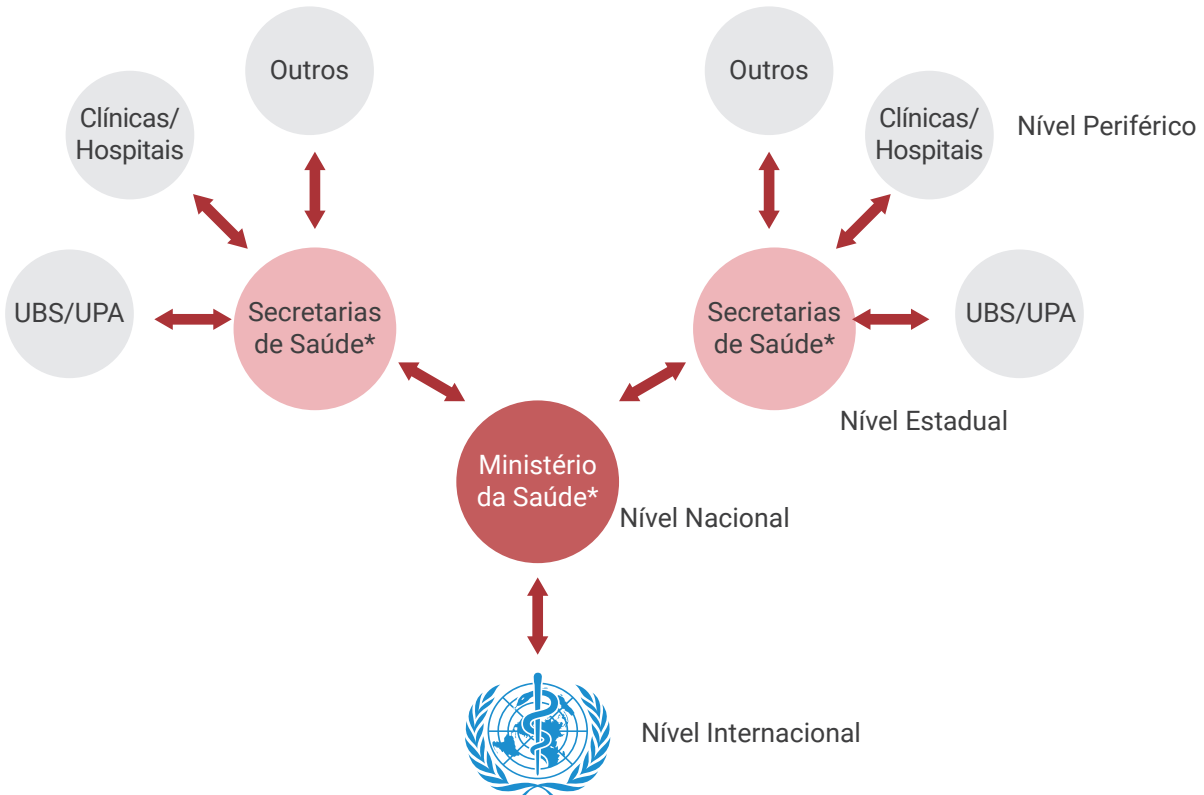 Outros
Outros
Clínicas/
Hospitais
Clínicas/
Hospitais
Nível Periférico
UBS/UPA
Secretarias
de Saúde*
Secretarias
de Saúde*
UBS/UPA
Nível Estadual
Ministério
da Saúde*
Nível Nacional
Nível Internacional